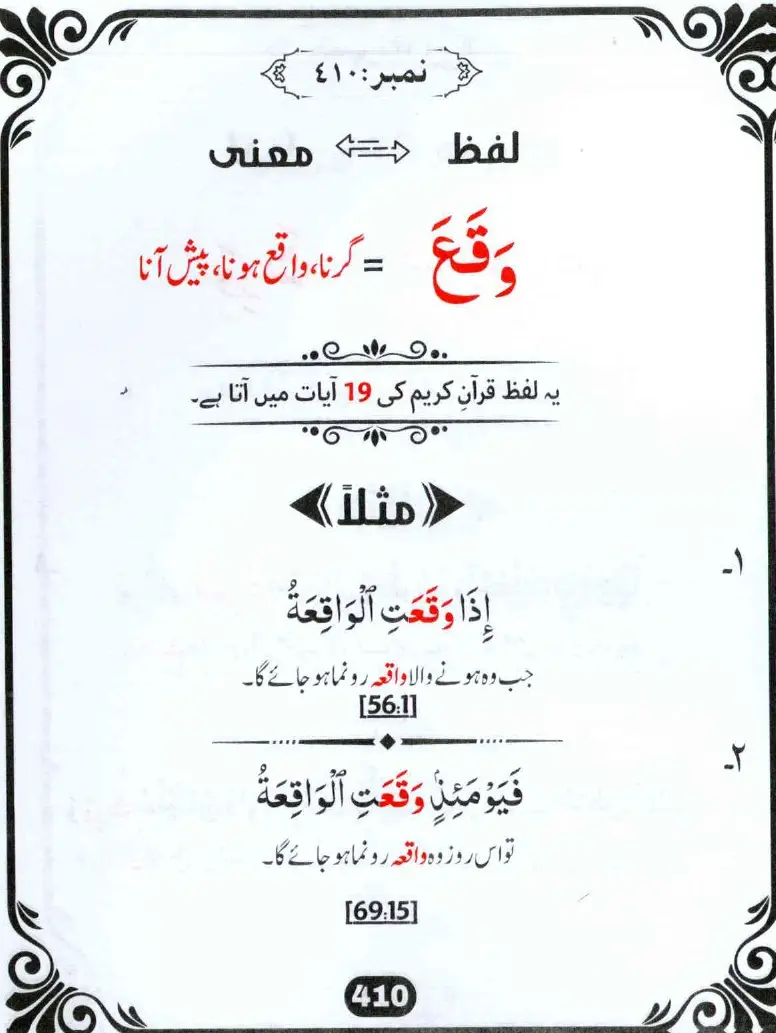 نمبر: ٤١٠
لفظ ⇐⇒ معنی
وَقَعَ = گرنا، واقع ہونا، پیش آنا
یہ لفظ قرآنِ کریم کی 19 آیات میں آتا ہے۔
مثلاً
۱۔
إِذَا وَقَعَتِ ٱلْوَاقِعَةُ
جب وہ ہونے والا واقعہ رونما ہو جائے گا۔
[56:1]
۲۔
فَيَوْمَئِذٍ وَقَعَتِ ٱلْوَاقِعَةُ
تو اس روز وہ واقعہ رونما ہو جائے گا۔
[69:15]
410